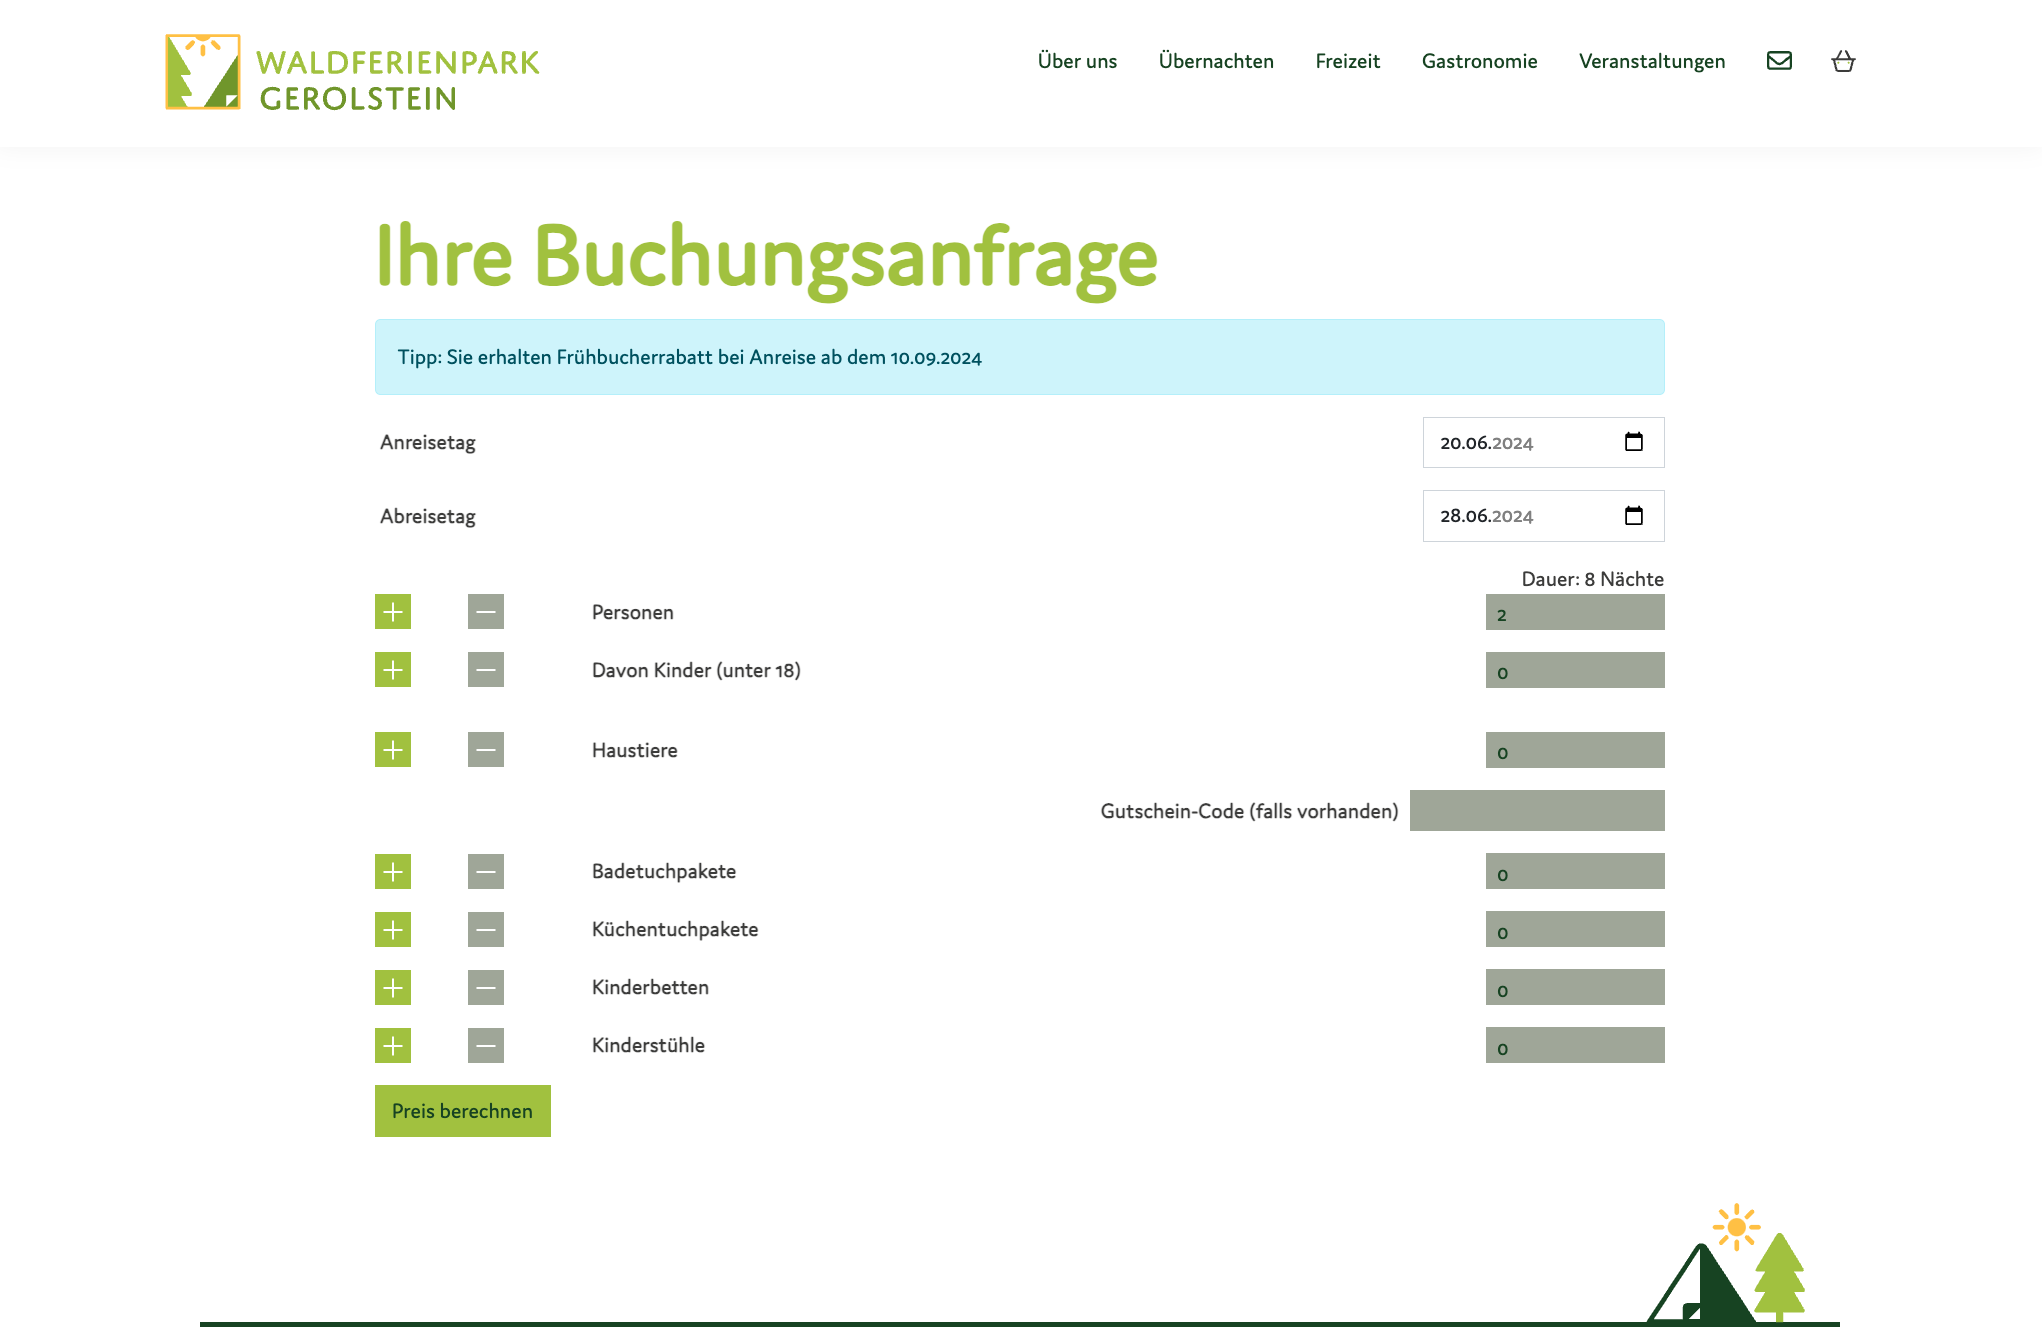 WALDFERIENPARK
GEROLSTEIN
Über uns
Übernachten
Freizeit
Gastronomie
Veranstaltungen
Ihre Buchungsanfrage
Tipp: Sie erhalten Frühbucherrabatt bei Anreise ab dem 10.09.2024
Anreisetag
20.06.2024
Abreisetag
28.06.2024
Dauer: 8 Nächte
Personen
2
Davon Kinder (unter 18)
0
Haustiere
0
Gutschein-Code (falls vorhanden)
Badetuchpakete
0
Küchentuchpakete
0
Kinderbetten
0
Kinderstühle
0
Preis berechnen